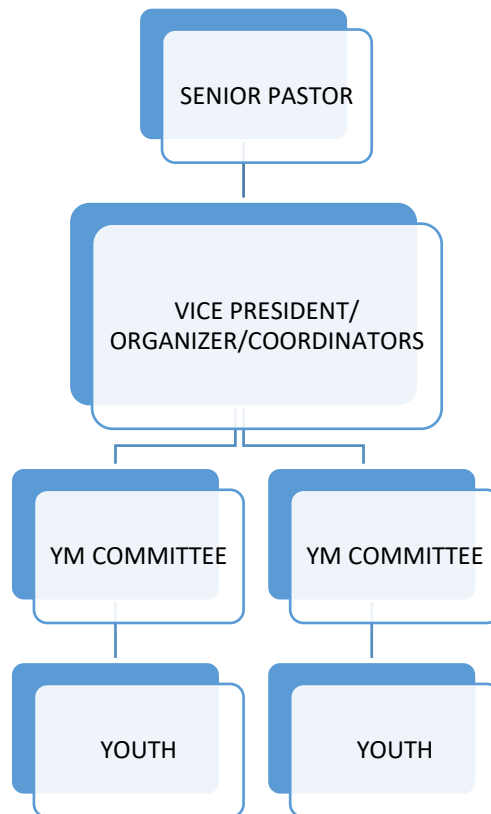 SENIOR PASTOR
VICE PRESIDENT/
ORGANIZER/COORDINATORS
YM COMMITTEE
YM COMMITTEE
YOUTH
YOUTH